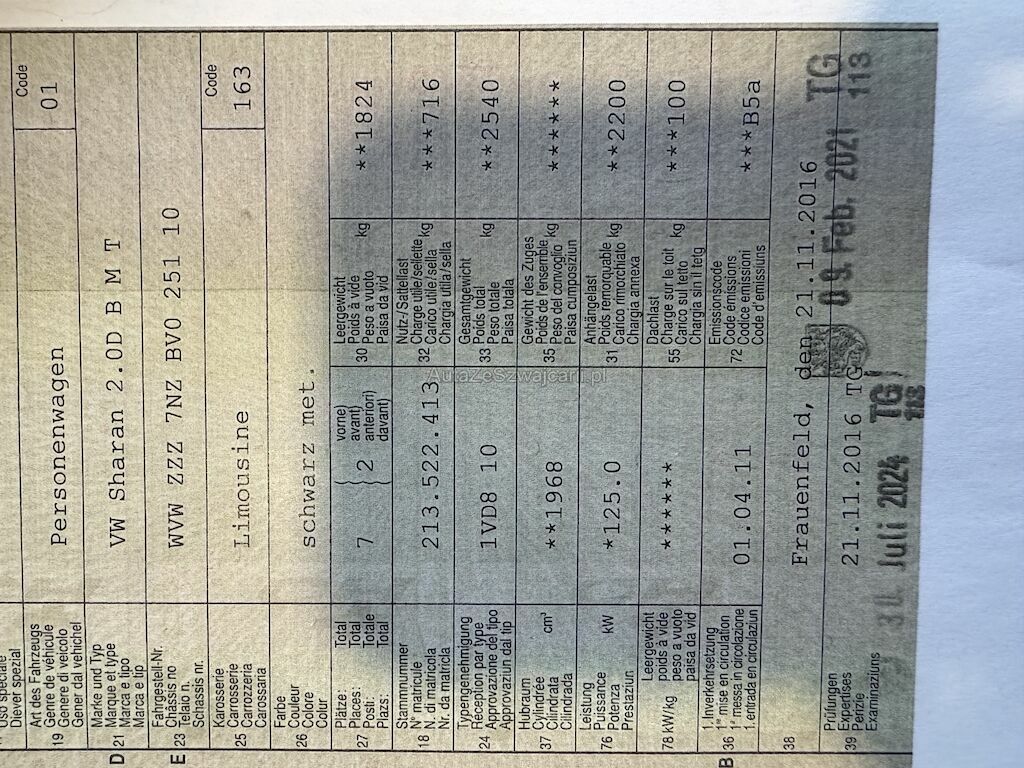 Diever spezial
Art des Fahrzeugs
Genre de véhicule
Genere di veicolo
Gener dal vehichel
19
Personenwagen
Code
01
D
21
Marke und Typ
Marque et type
Marca e tipo
Marca e tip
VW Sharan 2.0D B M T
E
23
Fahrgestell-Nr.
Châssis no
Telaio n.
Schassis nr.
WVW ZZZ 7NZ BV0 251 10
25
Karosserie
Carrosserie
Carrozzeria
Carossaria
Limousine
Code
163
26
Farbe
Couleur
Colore
Colur
schwarz met.
27
Plätze: Total
Places: Total
Posti: Totale
Plazs: Total
7
2
vorne)
avant)
anteriori)
davant)
30
Leergewicht
Poids à vide
Peso a vuoto
Paisa da vid
kg
**1824
18
Stammnummer
N° matricule
N. di matricola
Nr. da matricla
213.522.413
32
Nutz-/Sattellast
Charge utile/sellette
Carico utile/sella
Chargia utila/sella
kg
***716
24
Typengenehmigung
Réception par type
Approvazione del tipo
Approvaziun dal tip
1VD8 10
33
Gesamtgewicht
Poids total
Peso totale
Paisa totala
kg
**2540
37
Hubraum
Cylindrée
Cilindrata
Cilindrada
cm³
**1968
35
Gewicht des Zuges
Poids de l'ensemble
Peso del convoglio
Paisa cumposiziun
kg
******
76
Leistung
Puissance
Potenza
Prestaziun
kW
*125.0
31
Anhängelast
Poids remorquable
Carico rimorchiato
Chargia annexa
kg
**2200
78 kW/kg
Leergewicht
poids à vide
peso a vuoto
paisa da vid
******
55
Dachlast
Charge sur le toit
Carico sul tetto
Chargia sin il tetg
kg
***100
B
36
1. Inverkehrsetzung
1re mise en circulation
1a messa in circolazione
1. entrada en circulaziun
01.04.11
72
Emissionscode
Code émissions
Codice emissioni
Code d'emissiuns
***B5a
38
Frauenfeld, den 21.11.2016
39
Prüfungen
Expertises
Perizie
Examinaziuns
21.11.2016 TG
09. Feb. 2021 TG
113
30. Juli 2024 TG
113
AutaZeSzwajcarii.pl